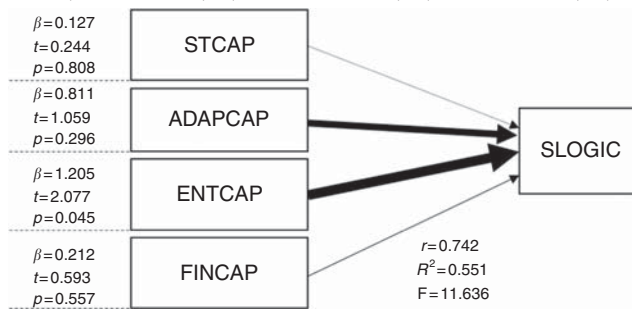 β=0.127
t=0.244
p=0.808
STCAP
β=0.811
t=1.059
p=0.296
ADAPCAP
SLOGIC
β=1.205
t=2.077
p=0.045
ENTCAP
β=0.212
t=0.593
p=0.557
FINCAP
r=0.742
R²=0.551
F=11.636